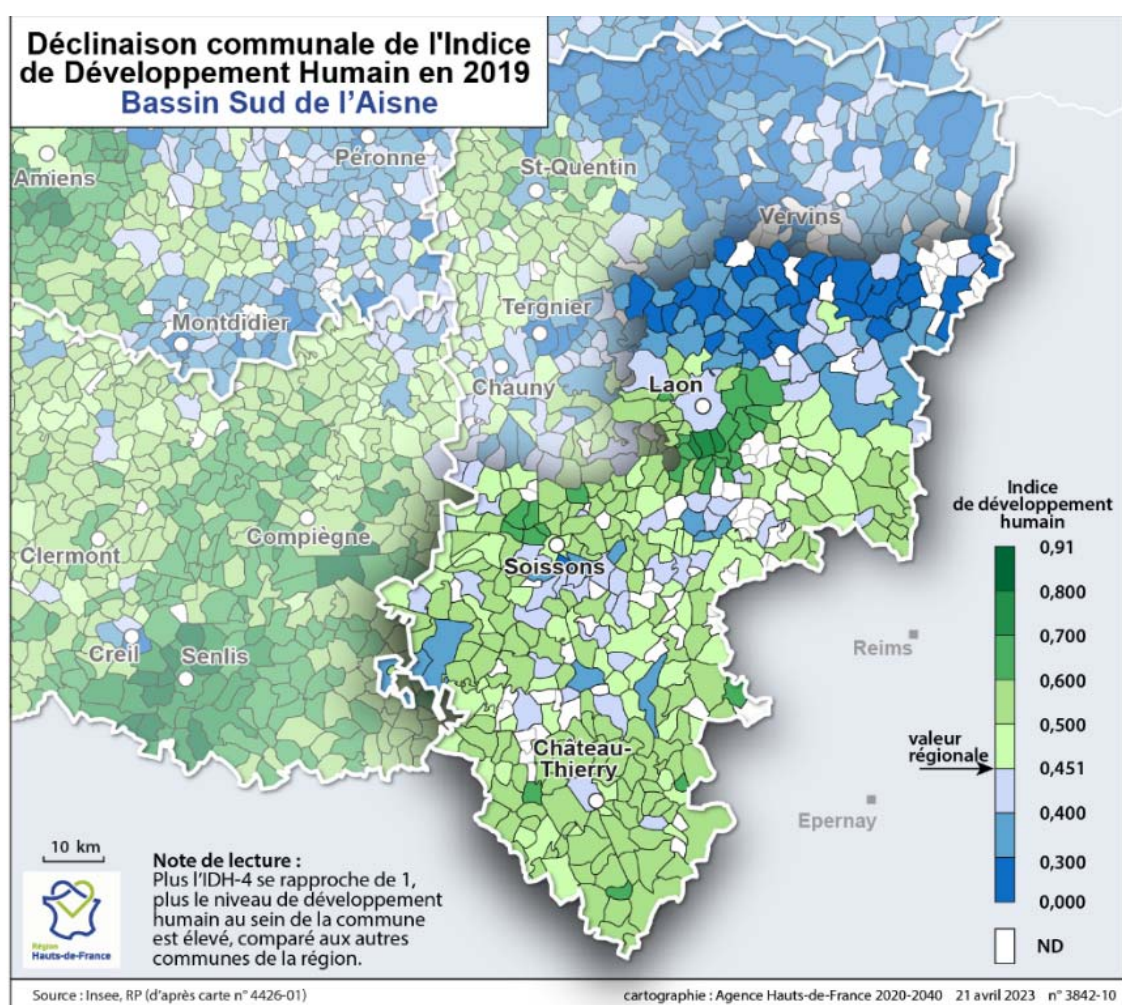 Déclinaison communale de l'Indice
de Développement Humain en 2019
Bassin Sud de l'Aisne
Amiens
Péronne
St-Quentin
Vervins
Montdidier
Tergnier
Chauny
Laon
Clermont
Compiègne
Soissons
Creil
Senlis
Château-
Thierry
Reims
Epernay
Indice
de développement
humain
0,91
0,800
0,700
0,600
0,500
valeur
régionale
0,451
0,400
0,300
0,000
ND
10 km
Région
Hauts-de-France
Note de lecture :
Plus l'IDH-4 se rapproche de 1,
plus le niveau de développement
humain au sein de la commune
est élevé, comparé aux autres
communes de la région.
Source : Insee, RP (d'après carte n° 4426-01)
cartographie : Agence Hauts-de-France 2020-2040 21 avril 2023 n° 3842-10